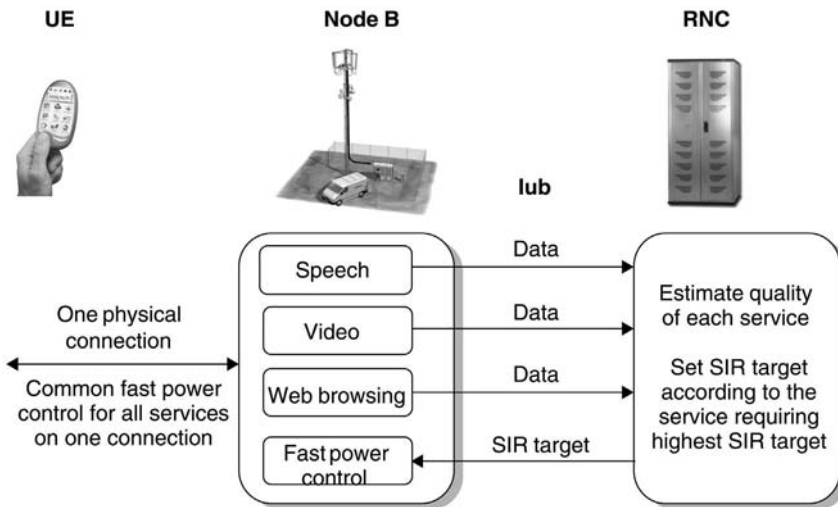 UE
Node B
RNC
Iub
Speech
Data
Video
Data
Web browsing
Data
Fast power
control
SIR target
One physical
connection
Common fast power
control for all services
on one connection
Estimate quality
of each service
Set SIR target
according to the
service requiring
highest SIR target